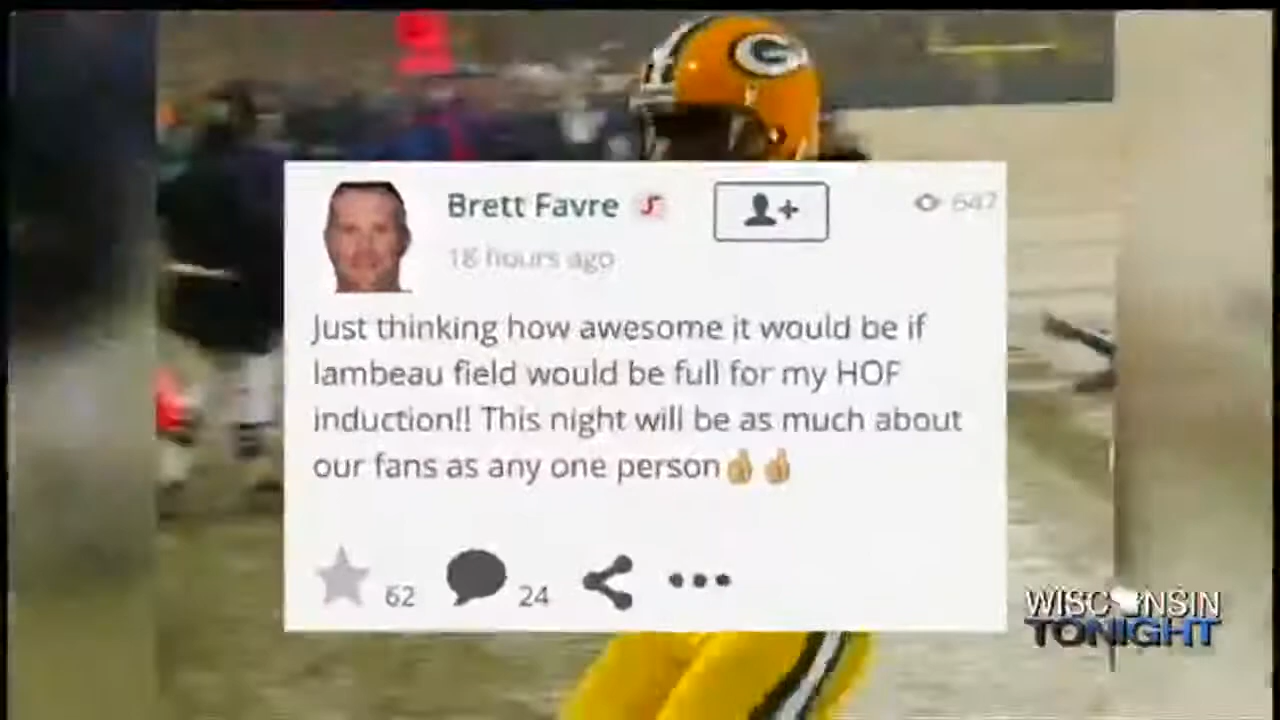 Brett Favre
18 hours ago
647
Just thinking how awesome it would be if
lambeau field would be full for my HOF
induction!! This night will be as much about
our fans as any one person👍👍
62
24
WISCONSIN
TONIGHT
G